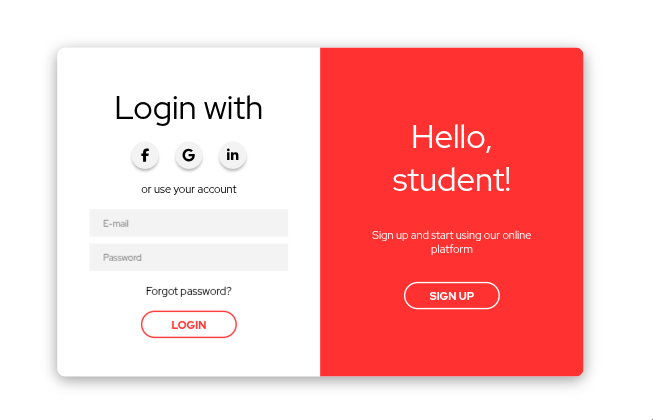 Login with
f G in
or use your account
E-mail
Password
Forgot password?
LOGIN
Hello,
student!
Sign up and start using our online
platform
SIGN UP